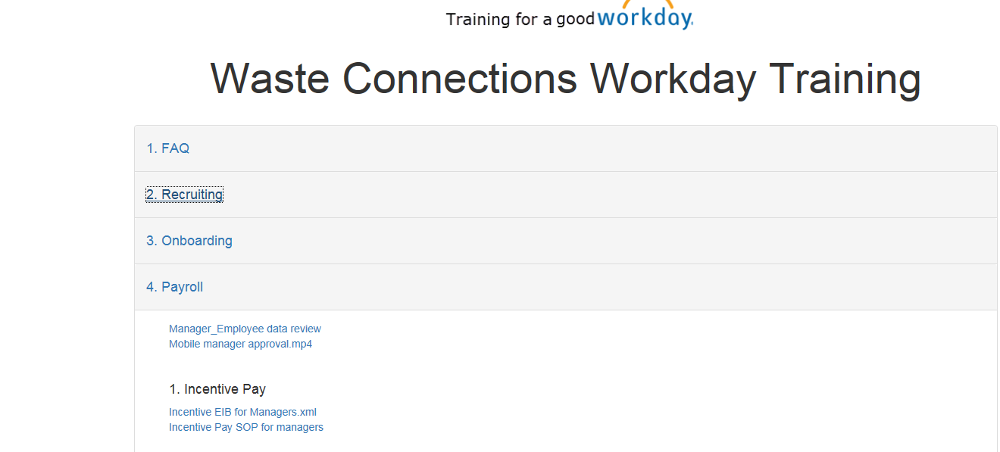 Training for a good workday.
Waste Connections Workday Training
1. FAQ
2. Recruiting
3. Onboarding
4. Payroll
Manager_Employee data review
Mobile manager approval.mp4
1. Incentive Pay
Incentive EIB for Managers.xml
Incentive Pay SOP for managers